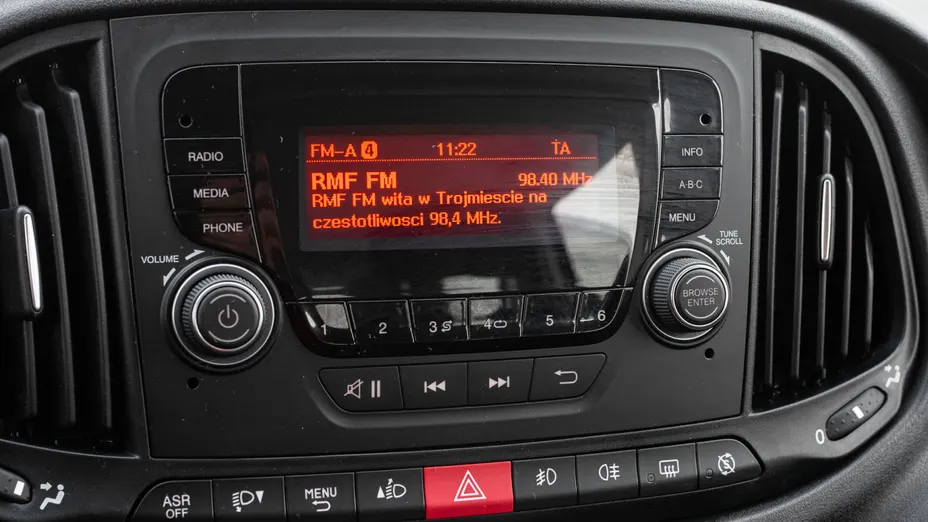 FM-A 4 11:22 TA
RMF FM 98.40 MHz
RMF FM wita w Trojmiescie na
czestotliwosci 98,4 MHz.
RADIO
MEDIA
PHONE
INFO
A·B·C
MENU
VOLUME
TUNE
SCROLL
BROWSE
ENTER
1 2 3 4 5 6
0
ASR
OFF
MENU